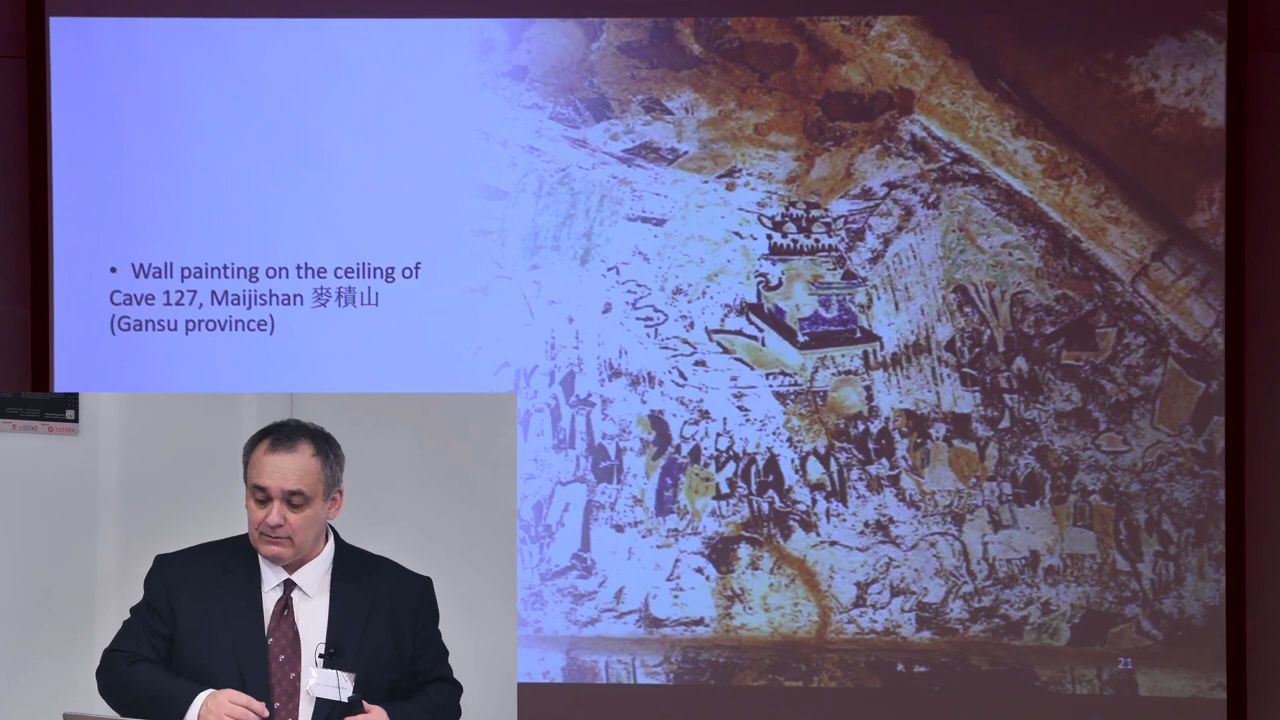 • Wall painting on the ceiling of
Cave 127, Maijishan 麥積山
(Gansu province)
21